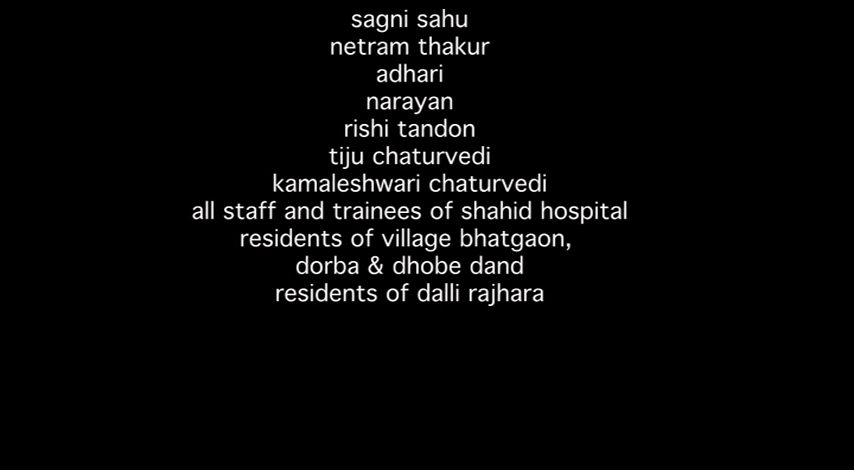 sagni sahu
netram thakur
adhari
narayan
rishi tandon
tiju chaturvedi
kamaleshwari chaturvedi
all staff and trainees of shahid hospital
residents of village bhatgaon,
dorba & dhobe dand
residents of dalli rajhara